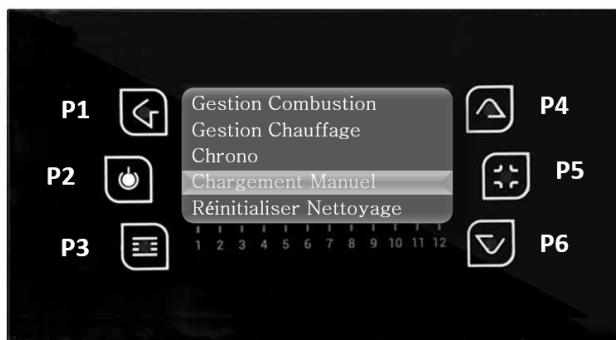 Gestion Combustion
P1
P4
Gestion Chauffage
Chrono
P2
P5
Chargement Manuel
Réinitialiser Nettoyage
P3
P6
1 2 3 4 5 6 7 8 9 10 11 12